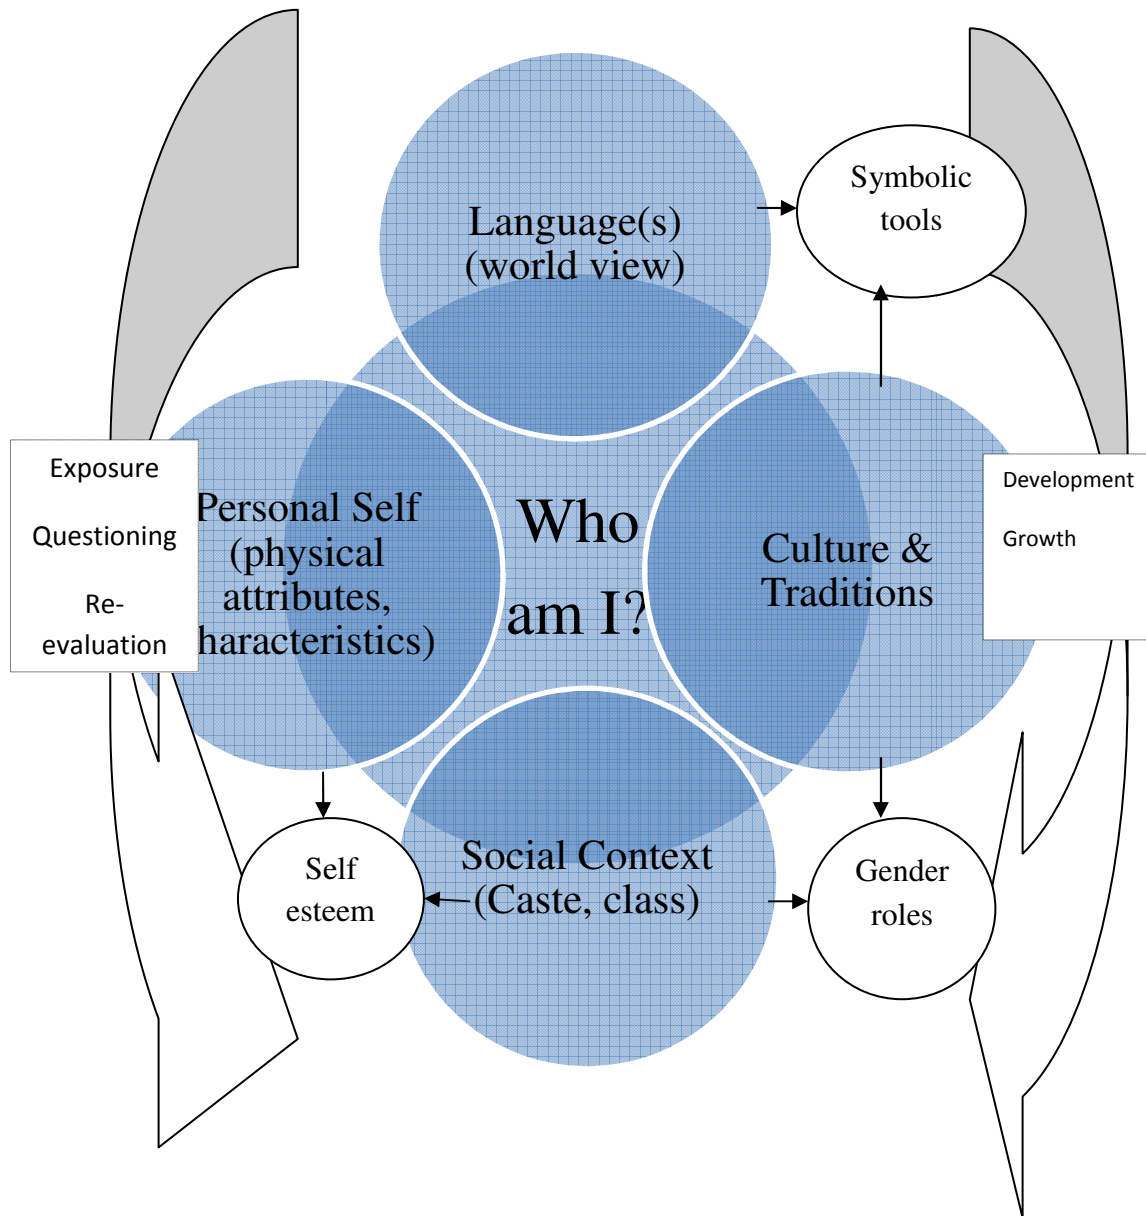 Symbolic
tools
Language(s)
(world view)
Exposure
Questioning
Re-
evaluation
Personal Self
(physical
attributes,
haracteristics)
Who
am I?
Culture &
Traditions
Development
Growth
Self
esteem
Social Context
(Caste, class)
Gender
roles